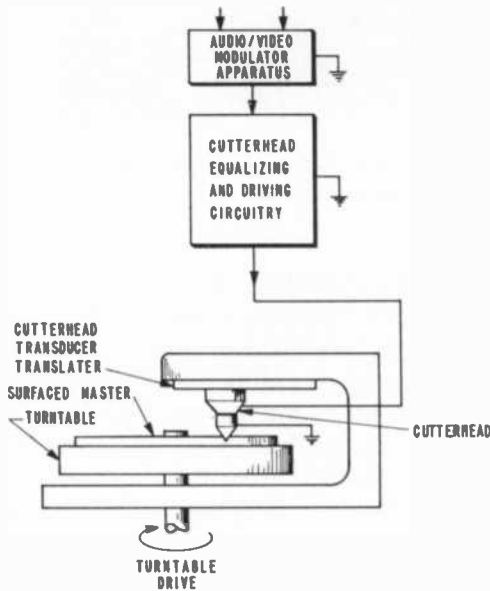 AUDIO/VIDEO
MODULATOR
APPARATUS
CUTTERHEAD
EQUALIZING
AND DRIVING
CIRCUITRY
CUTTERHEAD
TRANSDUCER
TRANSLATER
SURFACED MASTER
TURNTABLE
CUTTERHEAD
TURNTABLE
DRIVE